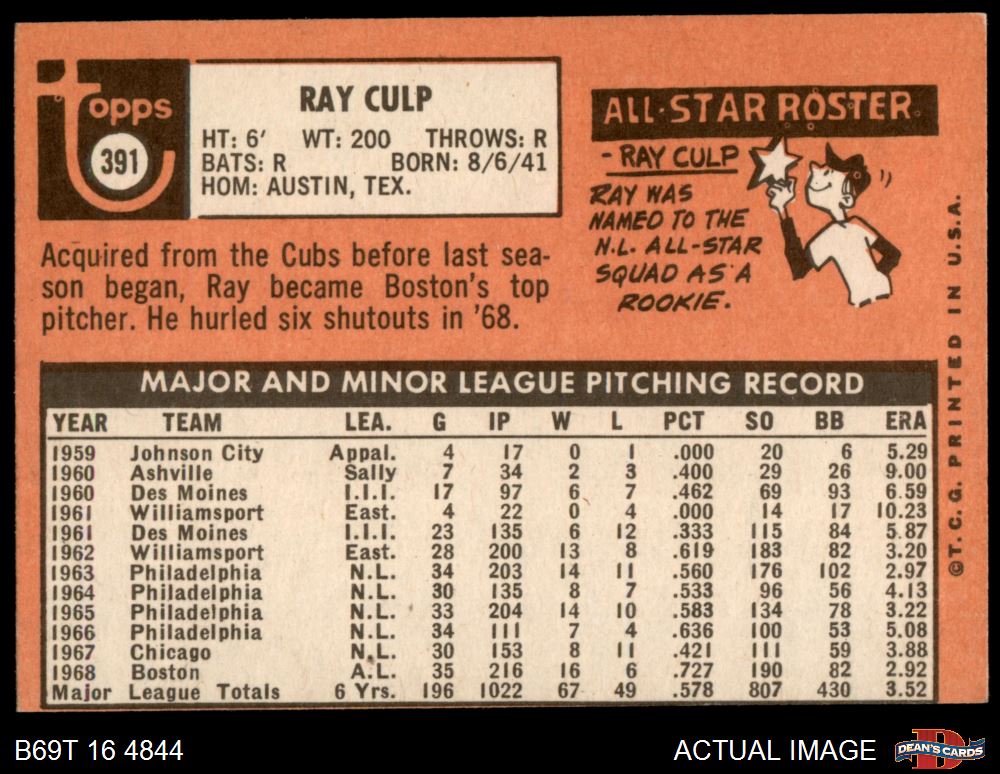 topps
391
RAY CULP
HT: 6' WT: 200 THROWS: R
BATS: R BORN: 8/6/41
HOM: AUSTIN, TEX.
Acquired from the Cubs before last sea-
son began, Ray became Boston's top
pitcher. He hurled six shutouts in '68.
ALL-STAR ROSTER
- RAY CULP
RAY WAS
NAMED TO THE
N.L. ALL-STAR
SQUAD AS A
ROOKIE.
MAJOR AND MINOR LEAGUE PITCHING RECORD
YEAR TEAM LEA. G IP W L PCT SO BB ERA
1959 Johnson City Appal. 4 17 0 1 .000 20 6 5.29
1960 Ashville Sally 7 34 2 3 .400 29 26 9.00
1960 Des Moines I.I.I. 17 97 6 7 .462 69 93 6.59
1961 Williamsport East. 4 22 0 4 .000 14 17 10.23
1961 Des Moines I.I.I. 23 135 6 12 .333 115 84 5.87
1962 Williamsport East. 28 200 13 8 .619 183 82 3.20
1963 Philadelphia N.L. 34 203 14 11 .560 176 102 2.97
1964 Philadelphia N.L. 30 135 8 7 .533 96 56 4.13
1965 Philadelphia N.L. 33 204 14 10 .583 134 78 3.22
1966 Philadelphia N.L. 34 111 7 4 .636 100 53 5.08
1967 Chicago N.L. 30 153 8 11 .421 111 59 3.88
1968 Boston A.L. 35 216 16 6 .727 190 82 2.92
Major League Totals 6 Yrs. 196 1022 67 49 .578 807 430 3.52
©T. C. G. PRINTED IN U.S.A.
B69T 16 4844
ACTUAL IMAGE
DEAN'S CARDS